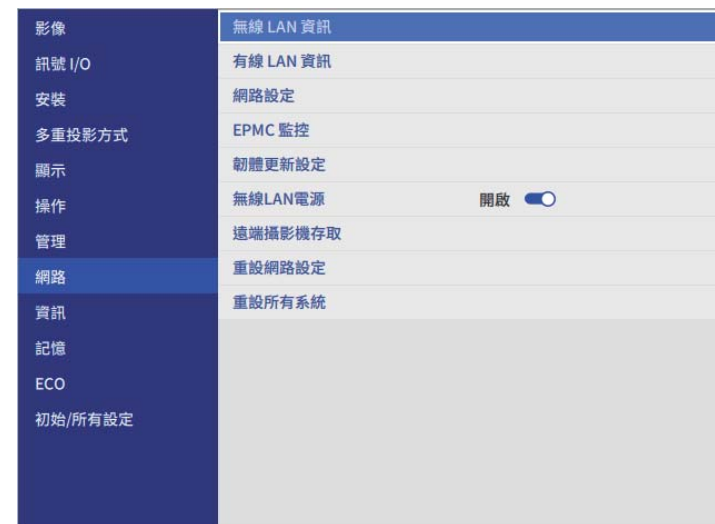 影像
訊號 I/O
安裝
多重投影方式
顯示
操作
管理
網路
資訊
記憶
ECO
初始/所有設定
無線 LAN 資訊
有線 LAN 資訊
網路設定
EPMC 監控
韌體更新設定
無線LAN電源 開啟
遠端攝影機存取
重設網路設定
重設所有系統